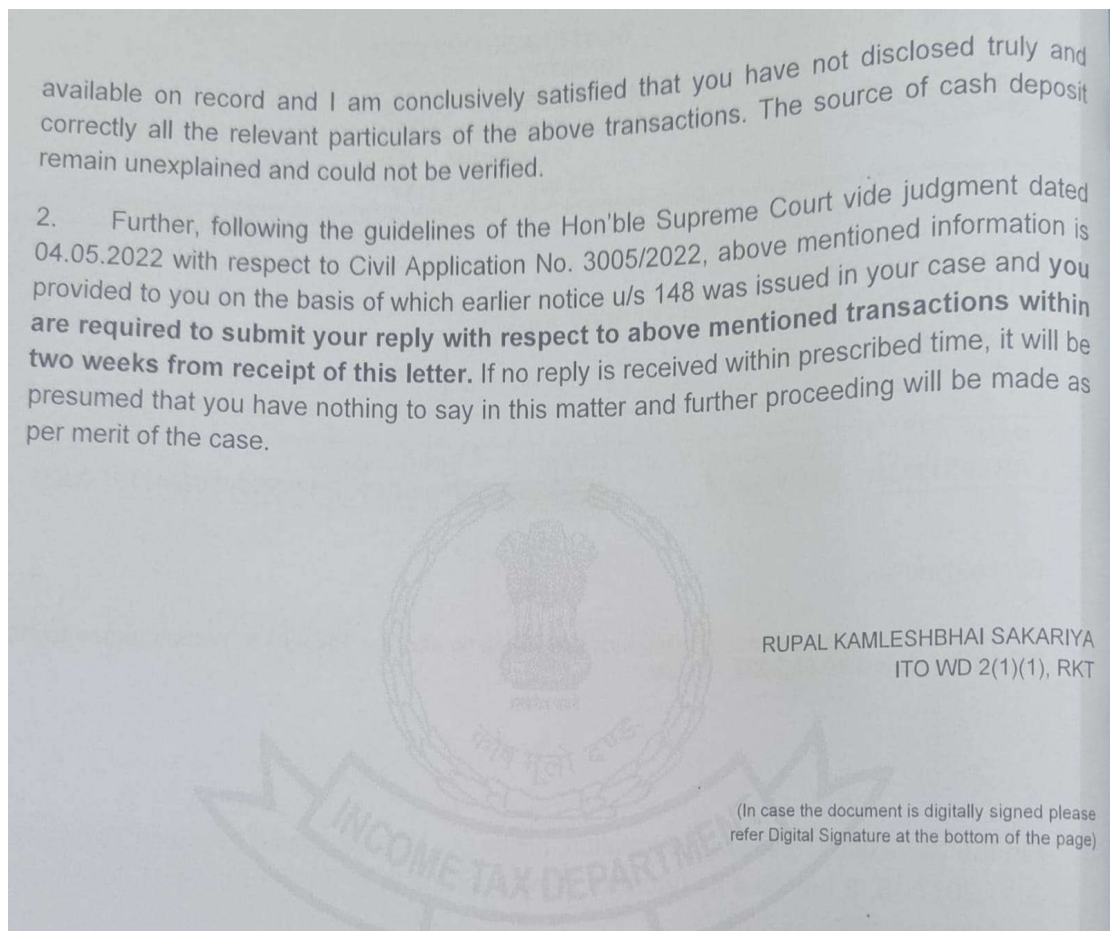 available on record and I am conclusively satisfied that you have not disclosed truly and
correctly all the relevant particulars of the above transactions. The source of cash deposit
remain unexplained and could not be verified.
2. Further, following the guidelines of the Hon'ble Supreme Court vide judgment dated
04.05.2022 with respect to Civil Application No. 3005/2022, above mentioned information is
provided to you on the basis of which earlier notice u/s 148 was issued in your case and you
are required to submit your reply with respect to above mentioned transactions within
two weeks from receipt of this letter. If no reply is received within prescribed time, it will be
presumed that you have nothing to say in this matter and further proceeding will be made as
per merit of the case.
RUPAL KAMLESHBHAI SAKARIYA
ITO WD 2(1)(1), RKT
(In case the document is digitally signed please
refer Digital Signature at the bottom of the page)
सत्यमेव जयते
कोष मूलो दण्डः
INCOME TAX DEPARTMENT